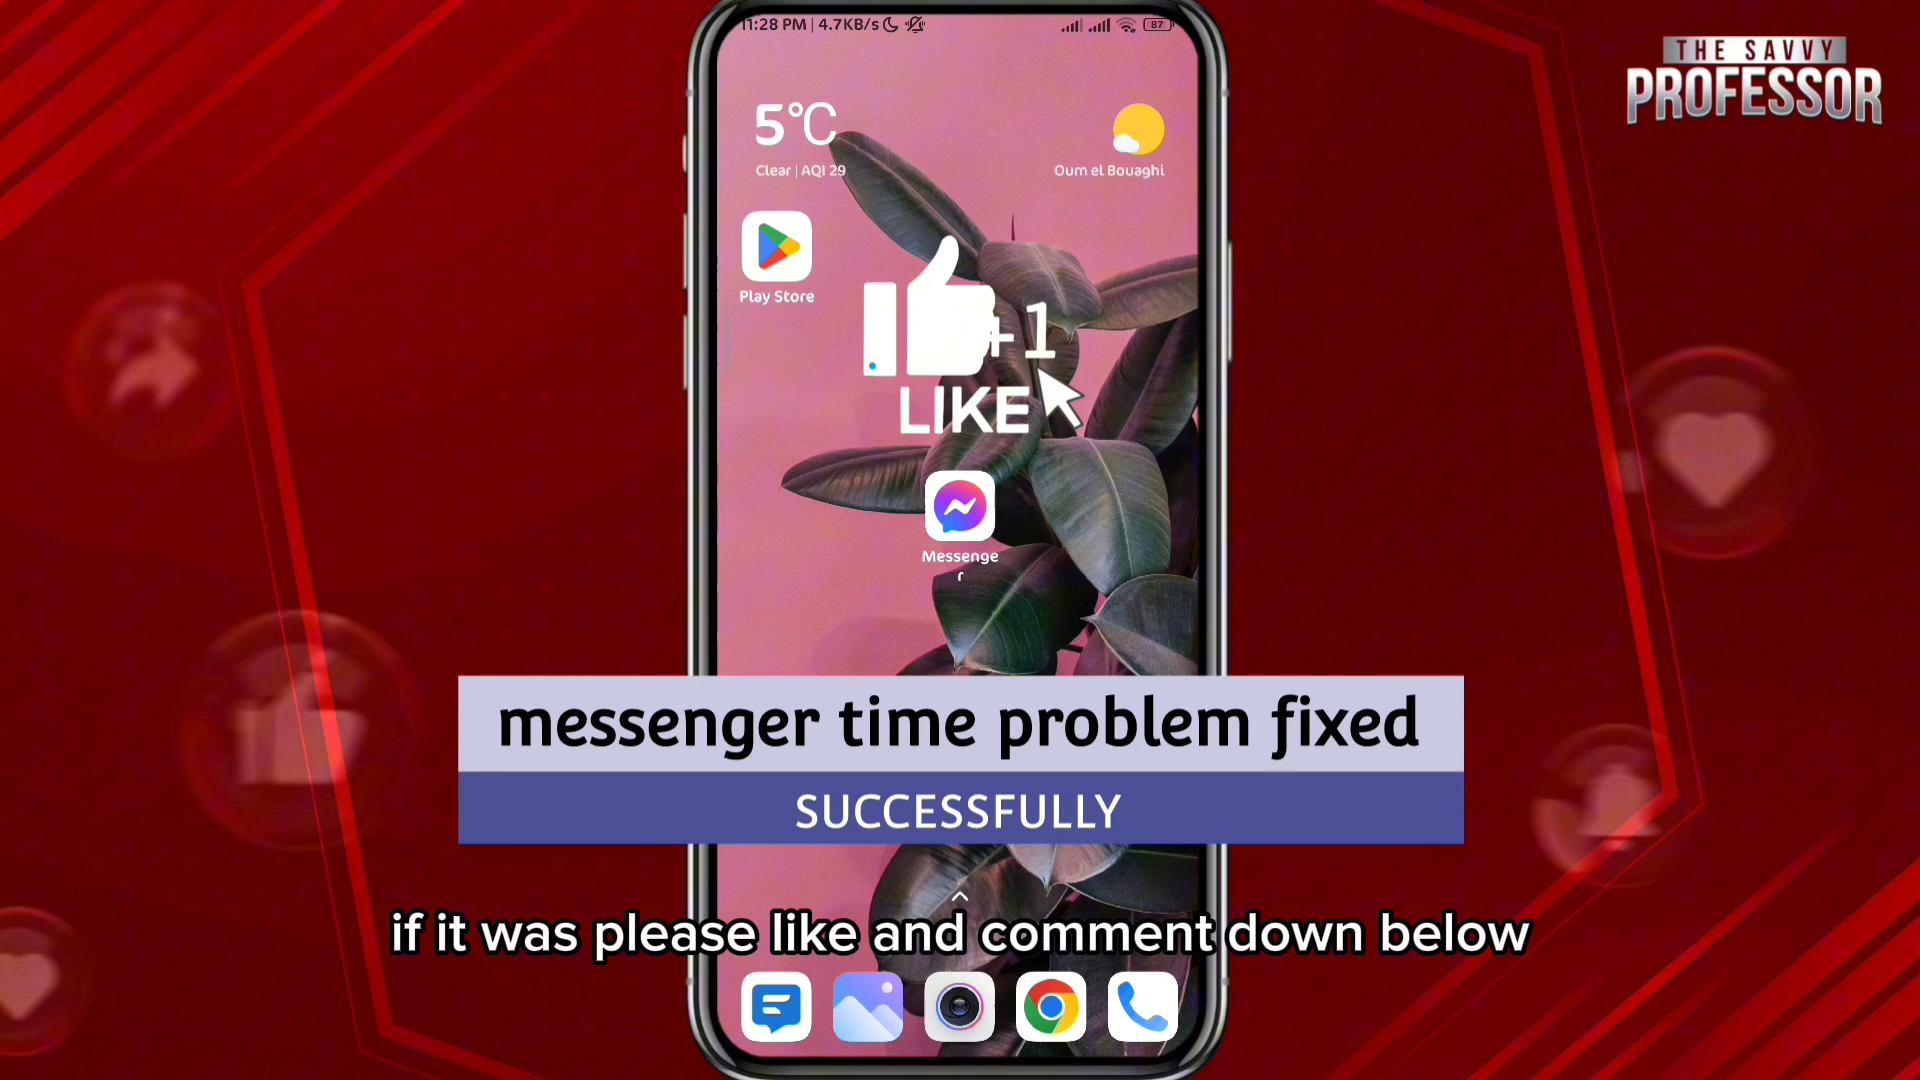 11:28 PM | 4.7KB/s
87
THE SAVVY
PROFESSOR
5°C
Clear | AQI 29
Oum el Bouaghi
Play Store
+1
LIKE
Messenge
r
messenger time problem fixed
SUCCESSFULLY
if it was please like and comment down below